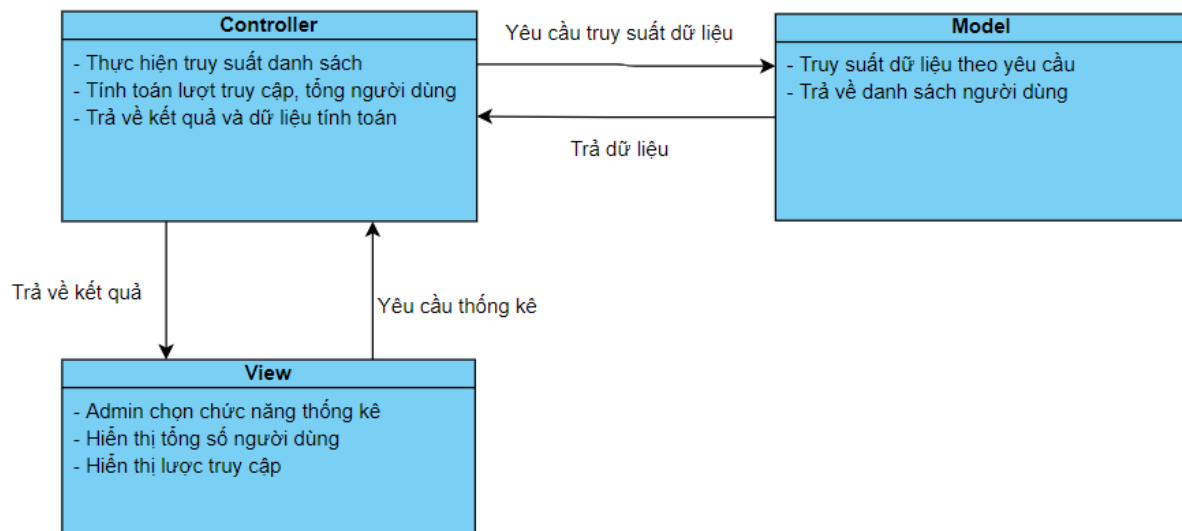 Controller
- Thực hiện truy suất danh sách
- Tính toán lượt truy cập, tổng người dùng
- Trả về kết quả và dữ liệu tính toán
Yêu cầu truy suất dữ liệu
Trả dữ liệu
Model
- Truy suất dữ liệu theo yêu cầu
- Trả về danh sách người dùng
Trả về kết quả
Yêu cầu thống kê
View
- Admin chọn chức năng thống kê
- Hiển thị tổng số người dùng
- Hiển thị lược truy cập